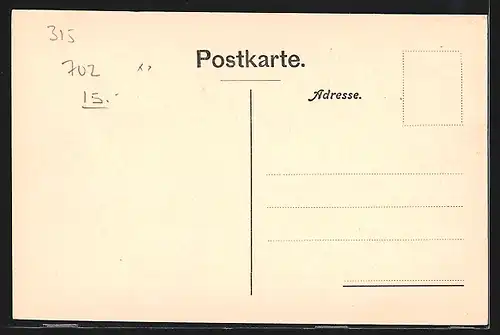 315
702 x x
15.-
Postkarte.
Adresse.